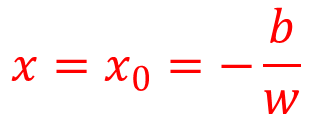 x = x₀ = − b/w